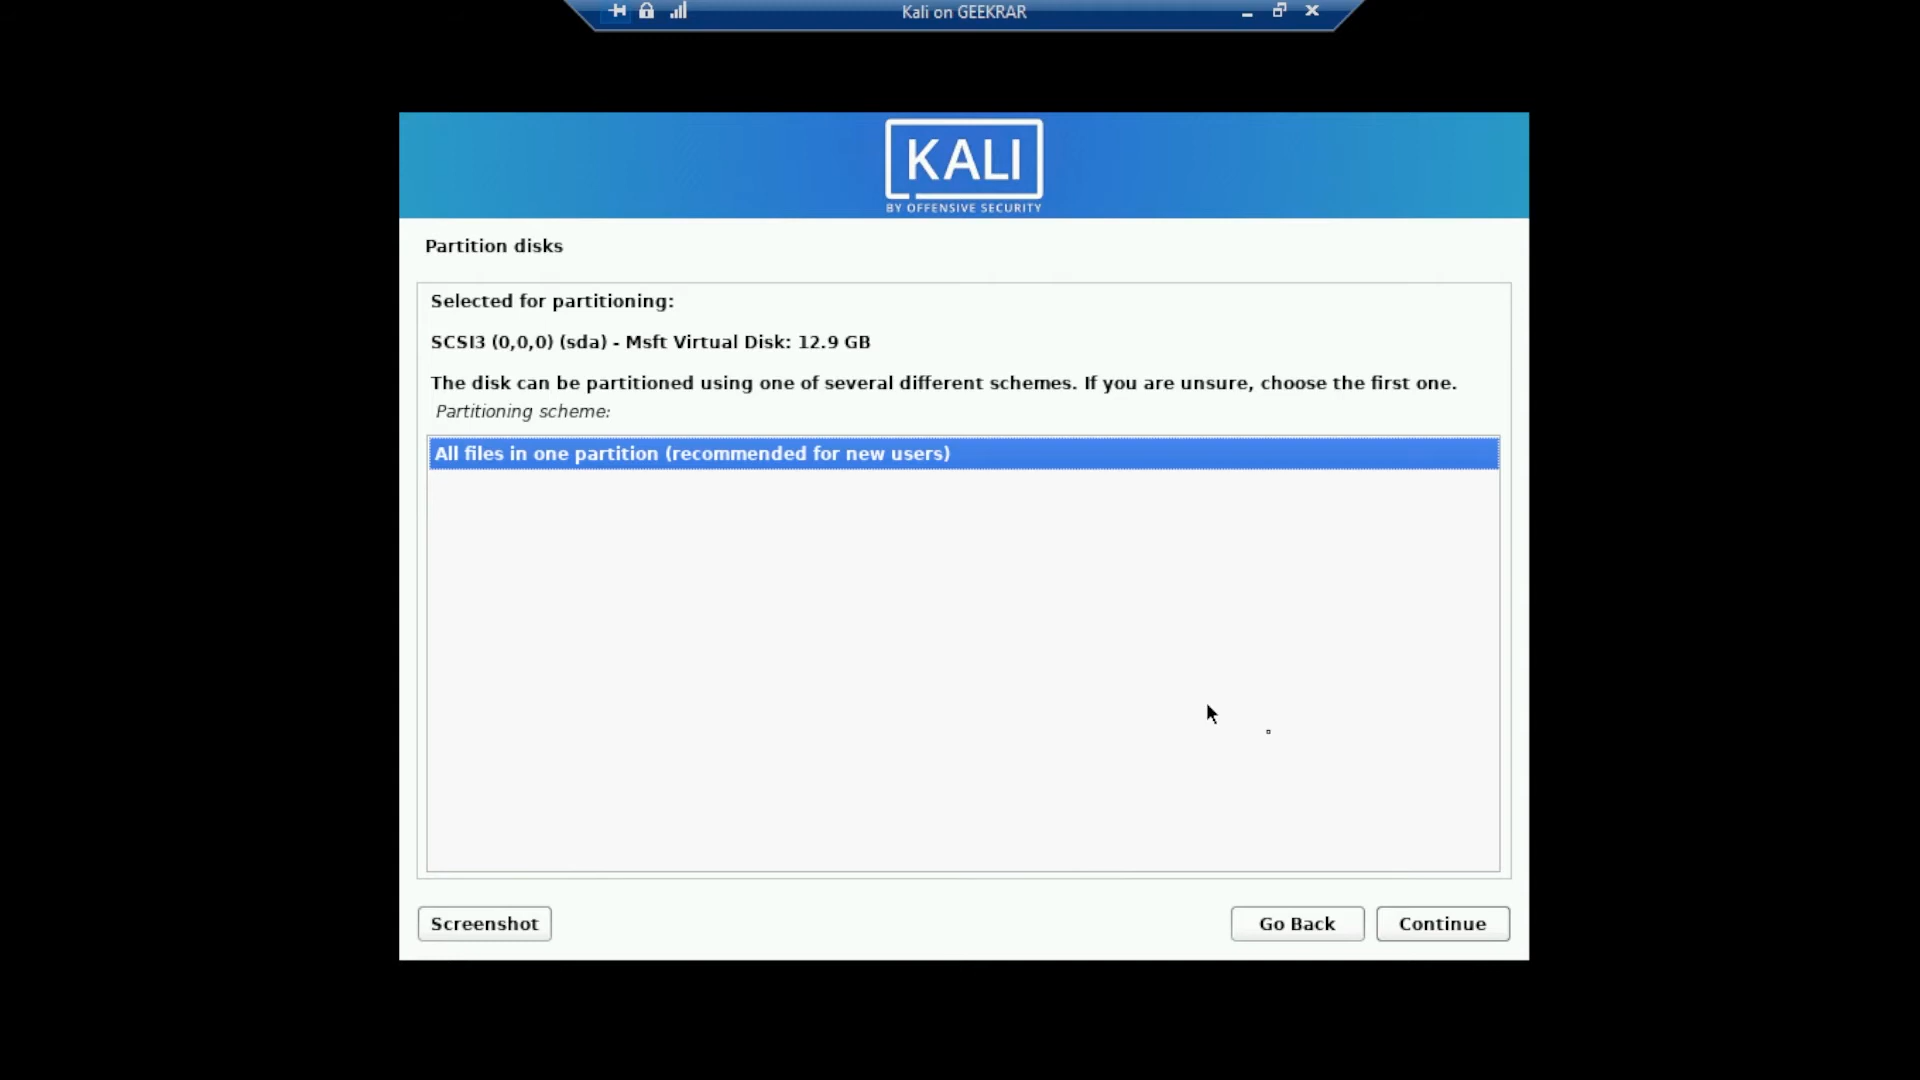 Kali on GEEKRAR
KALI
BY OFFENSIVE SECURITY
Partition disks
Selected for partitioning:
SCSI3 (0,0,0) (sda) - Msft Virtual Disk: 12.9 GB
The disk can be partitioned using one of several different schemes. If you are unsure, choose the first one.
Partitioning scheme:
All files in one partition (recommended for new users)
Screenshot
Go Back
Continue